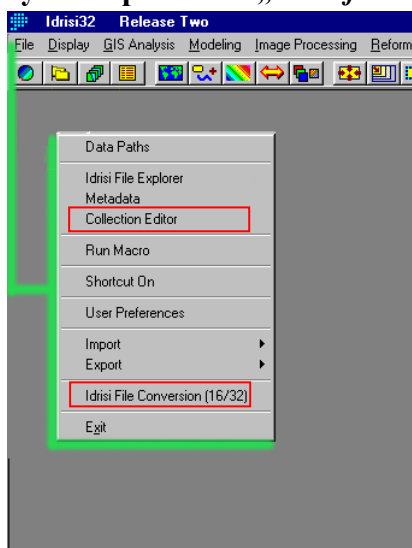 Idrisi32 Release Two
File Display GIS Analysis Modeling Image Processing Reform
Data Paths
Idrisi File Explorer
Metadata
Collection Editor
Run Macro
Shortcut On
User Preferences
Import
Export
Idrisi File Conversion (16/32)
Exit